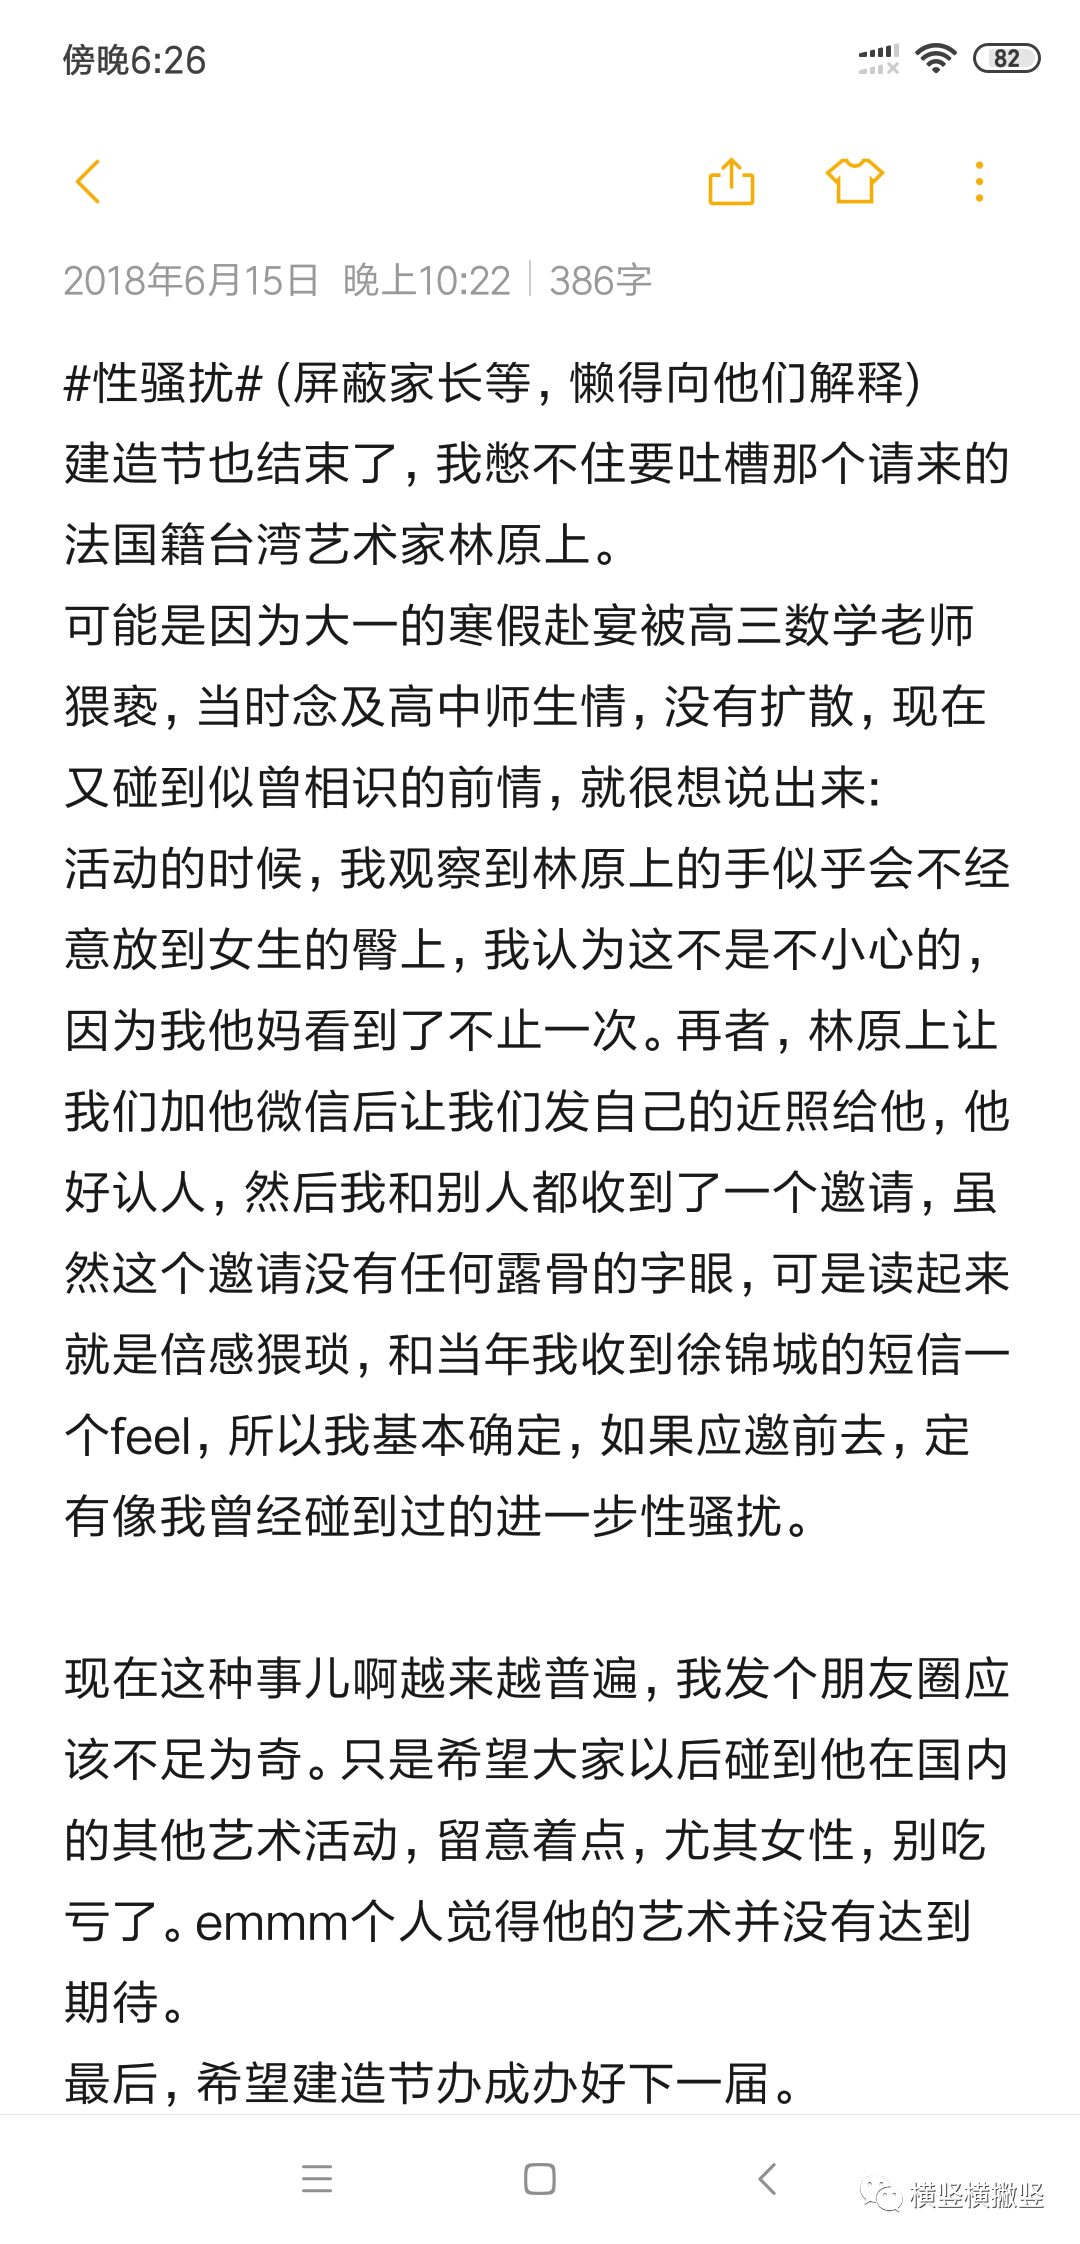 傍晚6:26
82
2018年6月15日 晚上10:22 | 386字
#性骚扰# (屏蔽家长等, 懒得向他们解释)
建造节也结束了, 我憋不住要吐槽那个请来的
法国籍台湾艺术家林原上。
可能是因为大一的寒假赴宴被高三数学老师
猥亵, 当时念及高中师生情, 没有扩散, 现在
又碰到似曾相识的前情, 就很想说出来:
活动的时候, 我观察到林原上的手似乎会不经
意放到女生的臀上, 我认为这不是不小心的,
因为我他妈看到了不止一次。再者, 林原上让
我们加他微信后让我们发自己的近照给他, 他
好认人, 然后我和别人都收到了一个邀请, 虽
然这个邀请没有任何露骨的字眼, 可是读起来
就是倍感猥琐, 和当年我收到徐锦城的短信一
个feel, 所以我基本确定, 如果应邀前去, 定
有像我曾经碰到过的进一步性骚扰。
现在这种事儿啊越来越普遍, 我发个朋友圈应
该不足为奇。只是希望大家以后碰到他在国内
的其他艺术活动, 留意着点, 尤其女性, 别吃
亏了。emmm个人觉得他的艺术并没有达到
期待。
最后, 希望建造节办成办好下一届。
横竖横撇竖